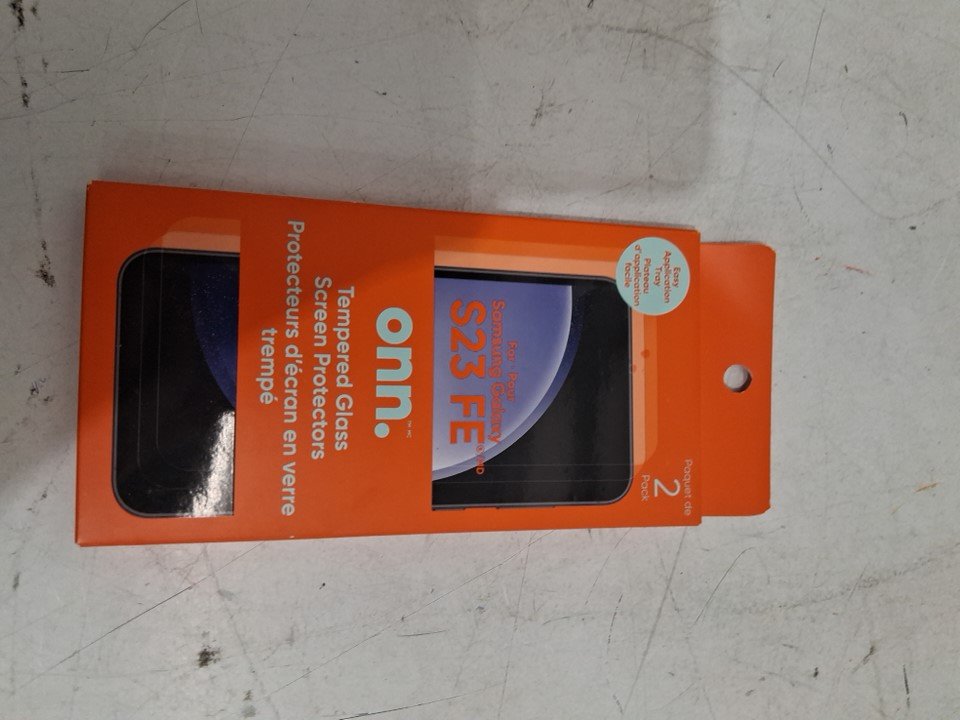 Paquet de
2
Pack
Easy
Application
Tray
Plateau
d'application
facile
For • Pour
Samsung Galaxy
S23 FE
onn.™ MC
Tempered Glass
Screen Protectors
Protecteurs d'écran en verre
trempé